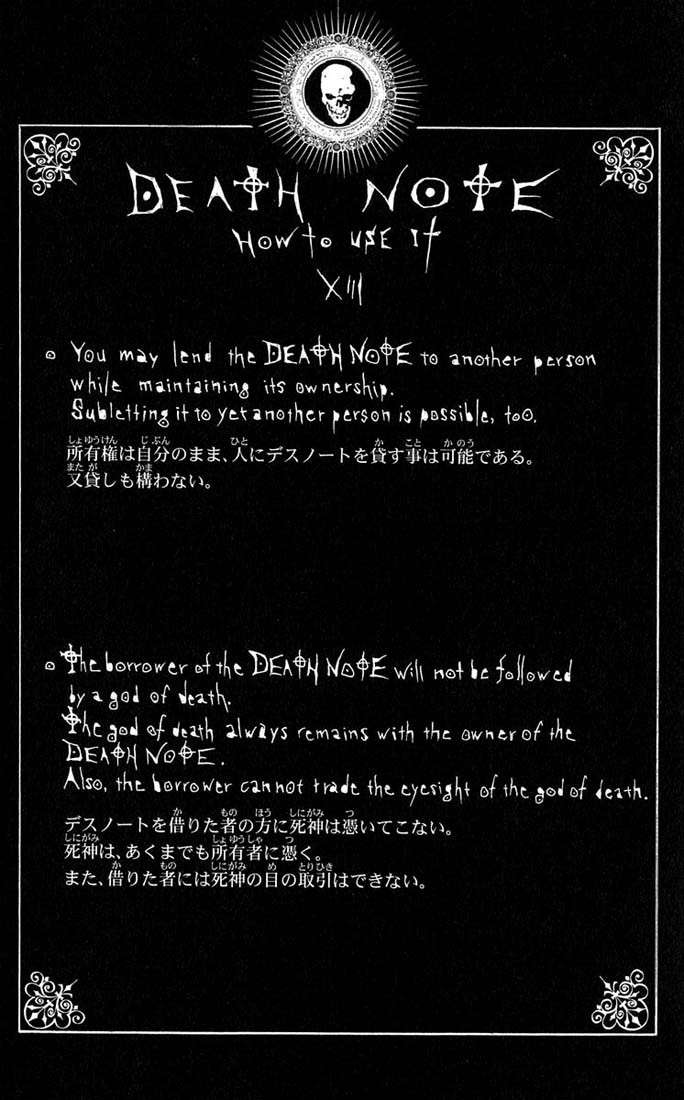 DEATH NOTE
HOW TO USE IT
XIII
You may lend the DEATH NOTE to another person
while maintaining its ownership.
Subletting it to yet another person is possible, too.
所有権は自分のまま、人にデスノートを貸す事は可能である。
又貸しも構わない。
The borrower of the DEATH NOTE will not be followed
by a god of death.
The god of death always remains with the owner of the
DEATH NOTE.
Also, the borrower cannot trade the eyesight of the god of death.
デスノートを借りた者の方に死神は憑いてこない。
死神は、あくまでも所有者に憑く。
また、借りた者には死神の目の取引はできない。